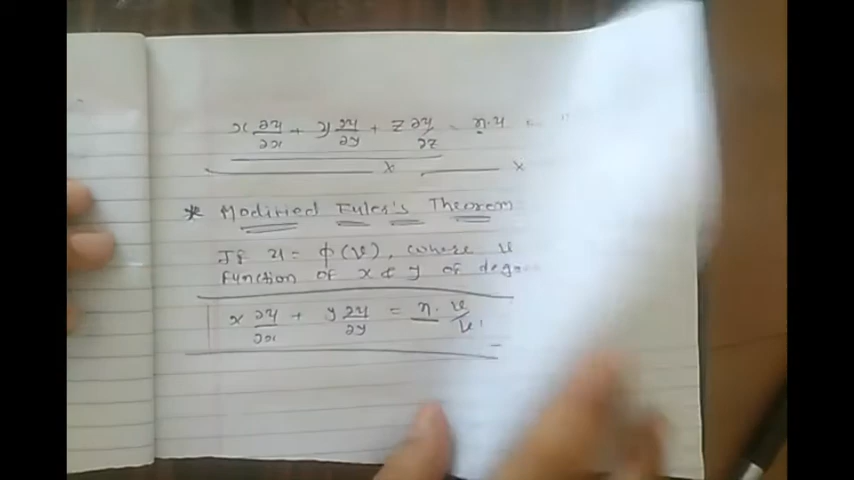 x ∂u/∂x + y ∂u/∂y + z ∂u/∂z = n.u =
x x
* Modified Euler's Theorem
If u = φ(v), where v
function of x & y of deg
x ∂u/∂x + y ∂u/∂y = n. v/v'